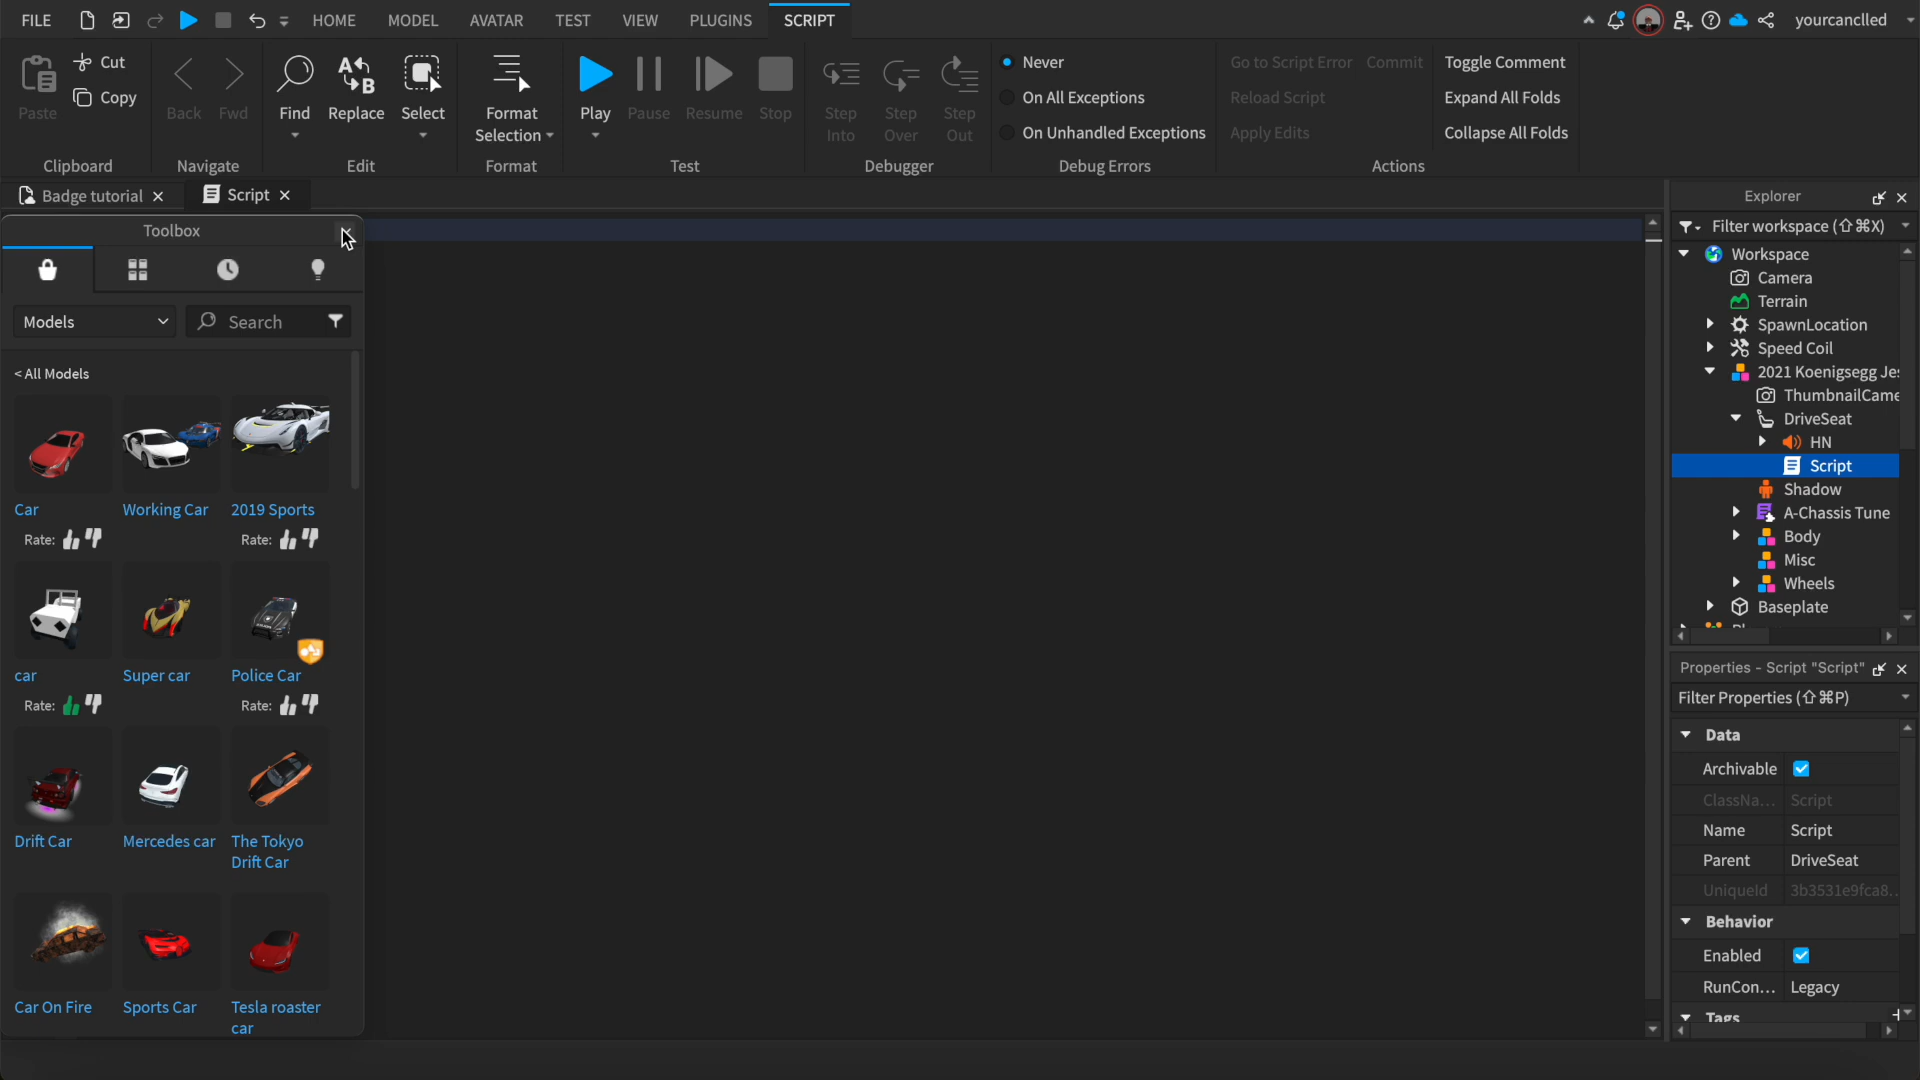 FILE HOME MODEL AVATAR TEST VIEW PLUGINS SCRIPT yourcanclled
Paste Cut Copy Back Fwd Find Replace Select Format Selection Play Pause Resume Stop Step Into Step Over Step Out
Never
On All Exceptions
On Unhandled Exceptions
Go to Script Error Commit
Reload Script
Apply Edits
Toggle Comment
Expand All Folds
Collapse All Folds
Clipboard Navigate Edit Format Test Debugger Debug Errors Actions
Badge tutorial Script
Toolbox
Models Search
< All Models
Car Working Car 2019 Sports
Rate: Rate:
car Super car Police Car
Rate: Rate:
Drift Car Mercedes car The Tokyo
Drift Car
Car On Fire Sports Car Tesla roaster
car
Explorer
Filter workspace (⇧⌘X)
Workspace
Camera
Terrain
SpawnLocation
Speed Coil
2021 Koenigsegg Je
ThumbnailCame
DriveSeat
HN
Script
Shadow
A-Chassis Tune
Body
Misc
Wheels
Baseplate
Properties - Script "Script"
Filter Properties (⇧⌘P)
Data
Archivable
ClassNa... Script
Name Script
Parent DriveSeat
UniqueId 3b3531e9fca8...
Behavior
Enabled
RunCon... Legacy
Tags